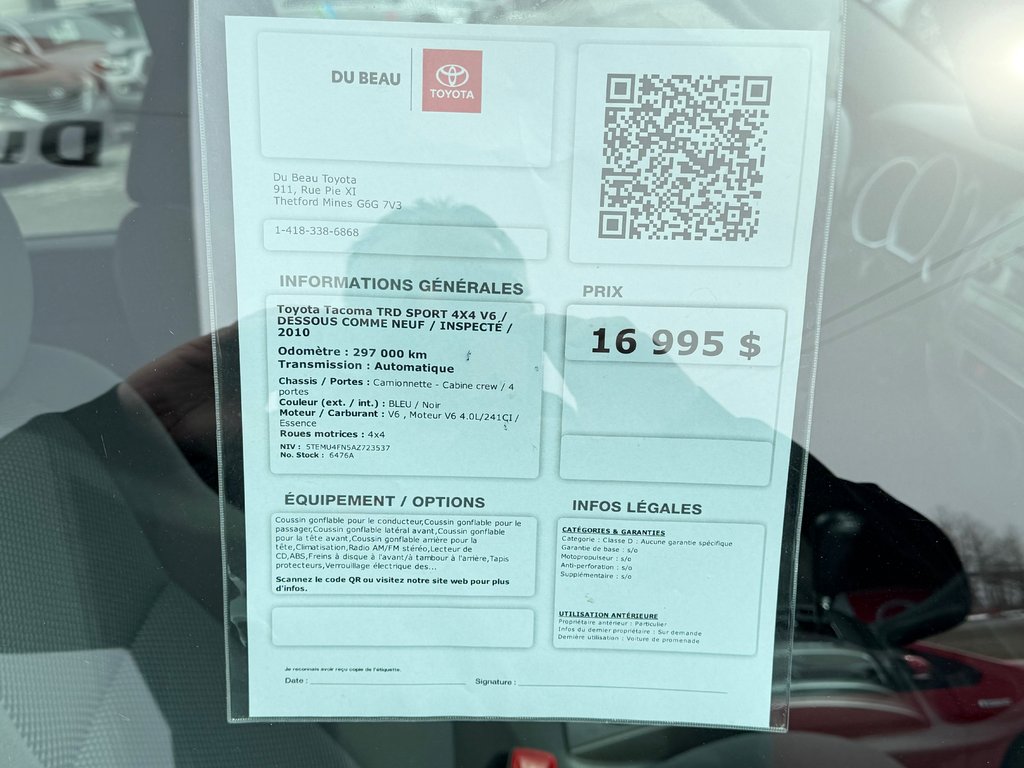 DU BEAU
TOYOTA
Du Beau Toyota
911, Rue Pie XI
Thetford Mines G6G 7V3
1-418-338-6868
INFORMATIONS GÉNÉRALES
Toyota Tacoma TRD SPORT 4X4 V6 /
DESSOUS COMME NEUF / INSPECTÉ /
2010
Odomètre : 297 000 km
Transmission : Automatique
Chassis / Portes : Camionnette - Cabine crew / 4
portes
Couleur (ext. / int.) : BLEU / Noir
Moteur / Carburant : V6 , Moteur V6 4.0L/241CI /
Essence
Roues motrices : 4x4
NIV : 5TEMU4FN5AZ723537
No. Stock : 6476A
PRIX
16 995 $
ÉQUIPEMENT / OPTIONS
Coussin gonflable pour le conducteur,Coussin gonflable pour le
passager,Coussin gonflable latéral avant,Coussin gonflable
pour la tête avant,Coussin gonflable arrière pour la
tête,Climatisation,Radio AM/FM stéréo,Lecteur de
CD,ABS,Freins à disque à l'avant/à tambour à l'arrière,Tapis
protecteurs,Verrouillage électrique des...
Scannez le code QR ou visitez notre site web pour plus
d'infos.
INFOS LÉGALES
CATÉGORIES & GARANTIES
Categorie : Classe D : Aucune garantie spécifique
Garantie de base : s/o
Motopropulseur : s/o
Anti-perforation : s/o
Supplémentaire : s/o
UTILISATION ANTÉRIEURE
Propriétaire antérieur : Particulier
Infos du dernier propriétaire : Sur demande
Dernière utilisation : Voiture de promenade
Je reconnais avoir reçu copie de l'étiquette.
Date :
Signature :